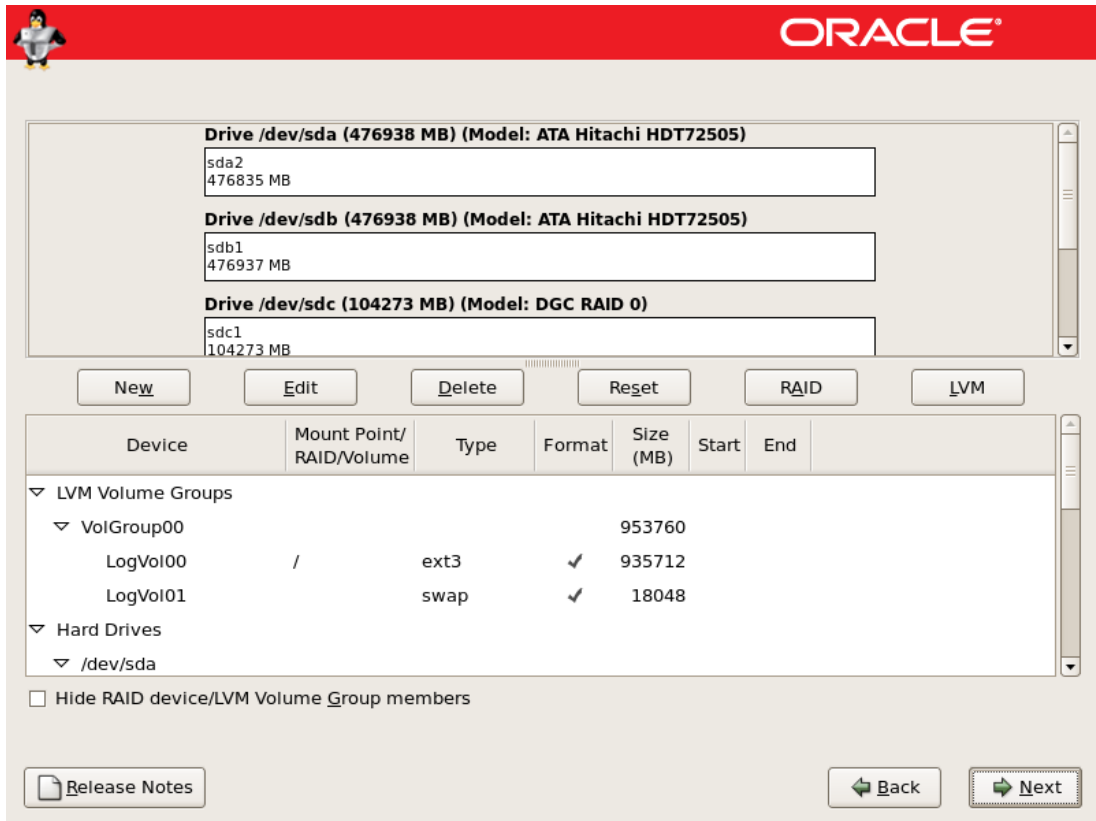 ORACLE®
Drive /dev/sda (476938 MB) (Model: ATA Hitachi HDT72505)
sda2
476835 MB
Drive /dev/sdb (476938 MB) (Model: ATA Hitachi HDT72505)
sdb1
476937 MB
Drive /dev/sdc (104273 MB) (Model: DGC RAID 0)
sdc1
104273 MB
New Edit Delete Reset RAID LVM
Device Mount Point/ RAID/Volume Type Format Size (MB) Start End
LVM Volume Groups
VolGroup00 953760
LogVol00 / ext3 ✓ 935712
LogVol01 swap ✓ 18048
Hard Drives
/dev/sda
Hide RAID device/LVM Volume Group members
Release Notes Back Next